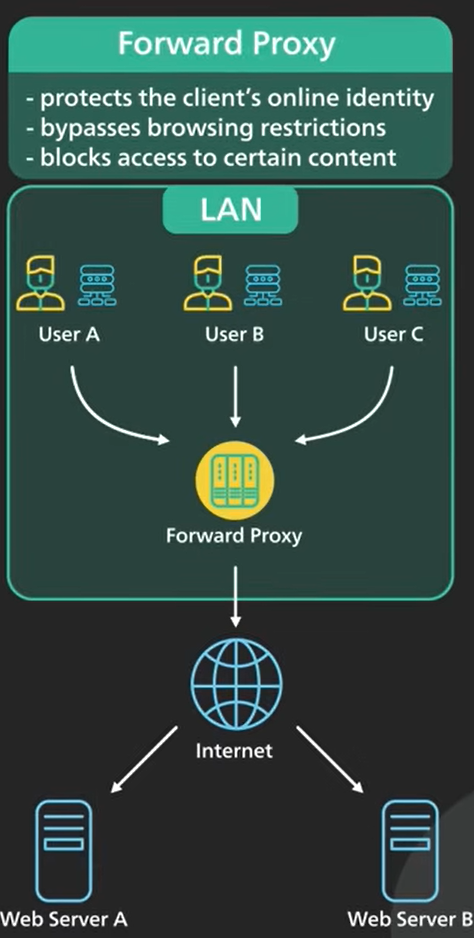 Forward Proxy
- protects the client's online identity
- bypasses browsing restrictions
- blocks access to certain content
LAN
User A
User B
User C
Forward Proxy
Internet
Web Server A
Web Server B